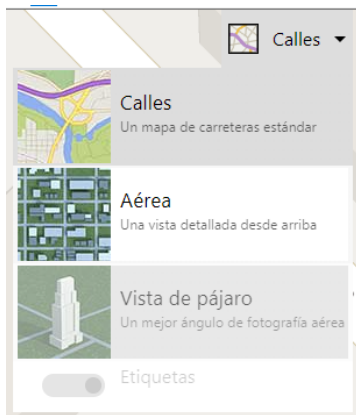 Calles
Calles
Un mapa de carreteras estándar
Aérea
Una vista detallada desde arriba
Vista de pájaro
Un mejor ángulo de fotografía aérea
Etiquetas